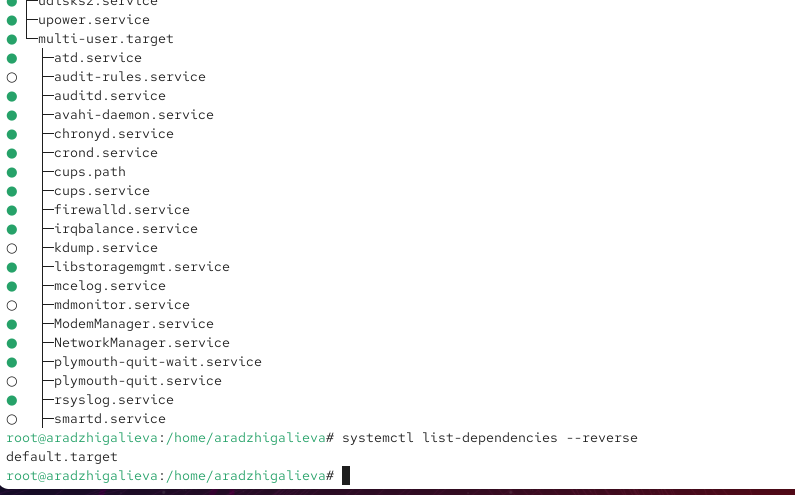 udisks2.service
upower.service
multi-user.target
atd.service
audit-rules.service
auditd.service
avahi-daemon.service
chronyd.service
crond.service
cups.path
cups.service
firewalld.service
irqbalance.service
kdump.service
libstoragemgmt.service
mcelog.service
mdmonitor.service
ModemManager.service
NetworkManager.service
plymouth-quit-wait.service
plymouth-quit.service
rsyslog.service
smartd.service
root@aradzhigalieva:/home/aradzhigalieva# systemctl list-dependencies --reverse
default.target
root@aradzhigalieva:/home/aradzhigalieva#